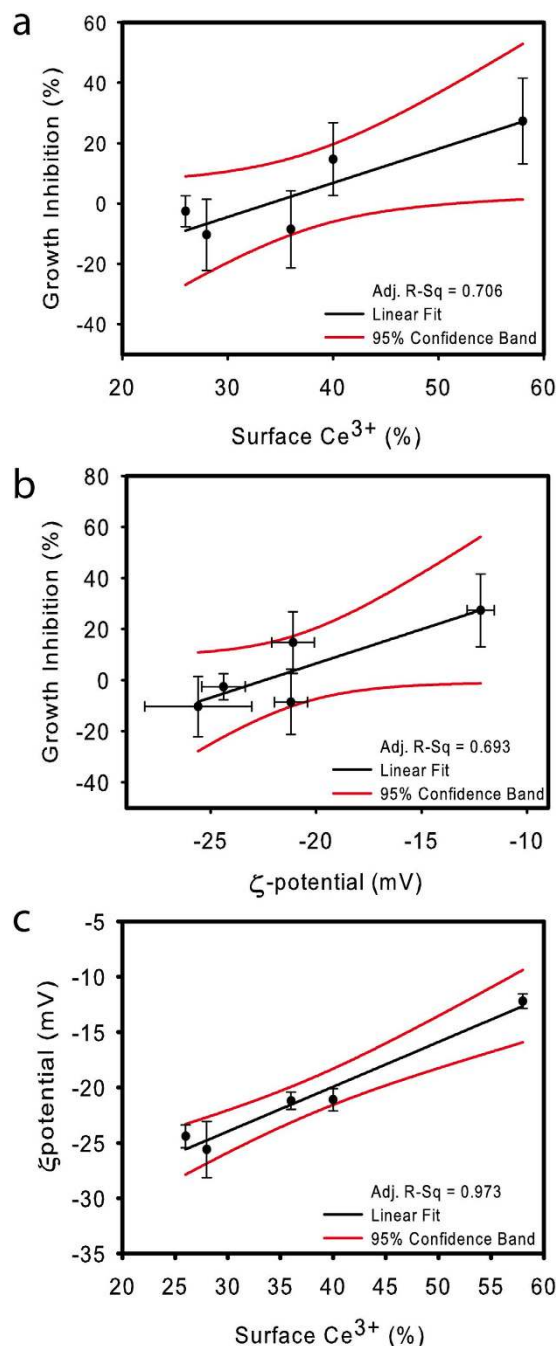 a
60
40
20
0
-20
-40
Growth Inhibition (%)
Adj. R-Sq = 0.706
Linear Fit
95% Confidence Band
20 30 40 50 60
Surface Ce3+ (%)
b
80
60
40
20
0
-20
-40
Growth Inhibition (%)
Adj. R-Sq = 0.693
Linear Fit
95% Confidence Band
-25 -20 -15 -10
ζ-potential (mV)
c
-5
-10
-15
-20
-25
-30
-35
ζpotential (mV)
Adj. R-Sq = 0.973
Linear Fit
95% Confidence Band
20 25 30 35 40 45 50 55 60
Surface Ce3+ (%)